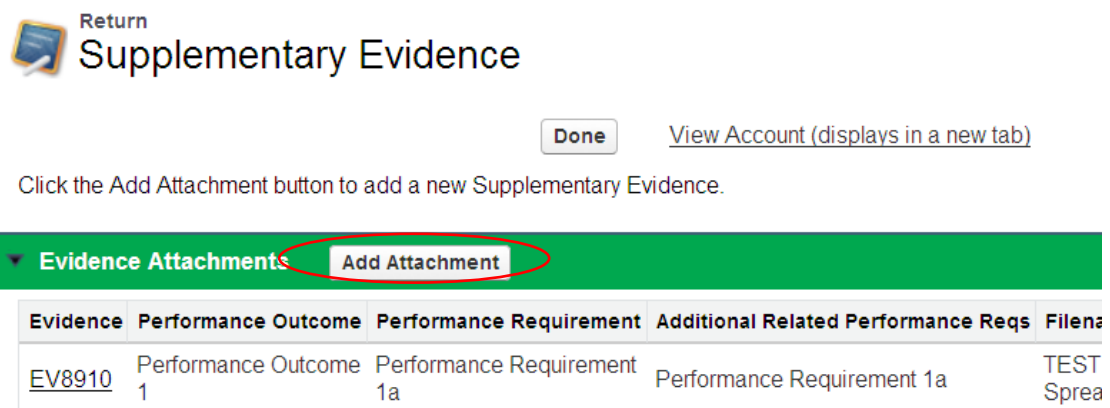 Return
Supplementary Evidence
Done View Account (displays in a new tab)
Click the Add Attachment button to add a new Supplementary Evidence.
Evidence Attachments Add Attachment
Evidence Performance Outcome Performance Requirement Additional Related Performance Reqs Filena
EV8910 Performance Outcome 1 Performance Requirement 1a Performance Requirement 1a TEST Sprea